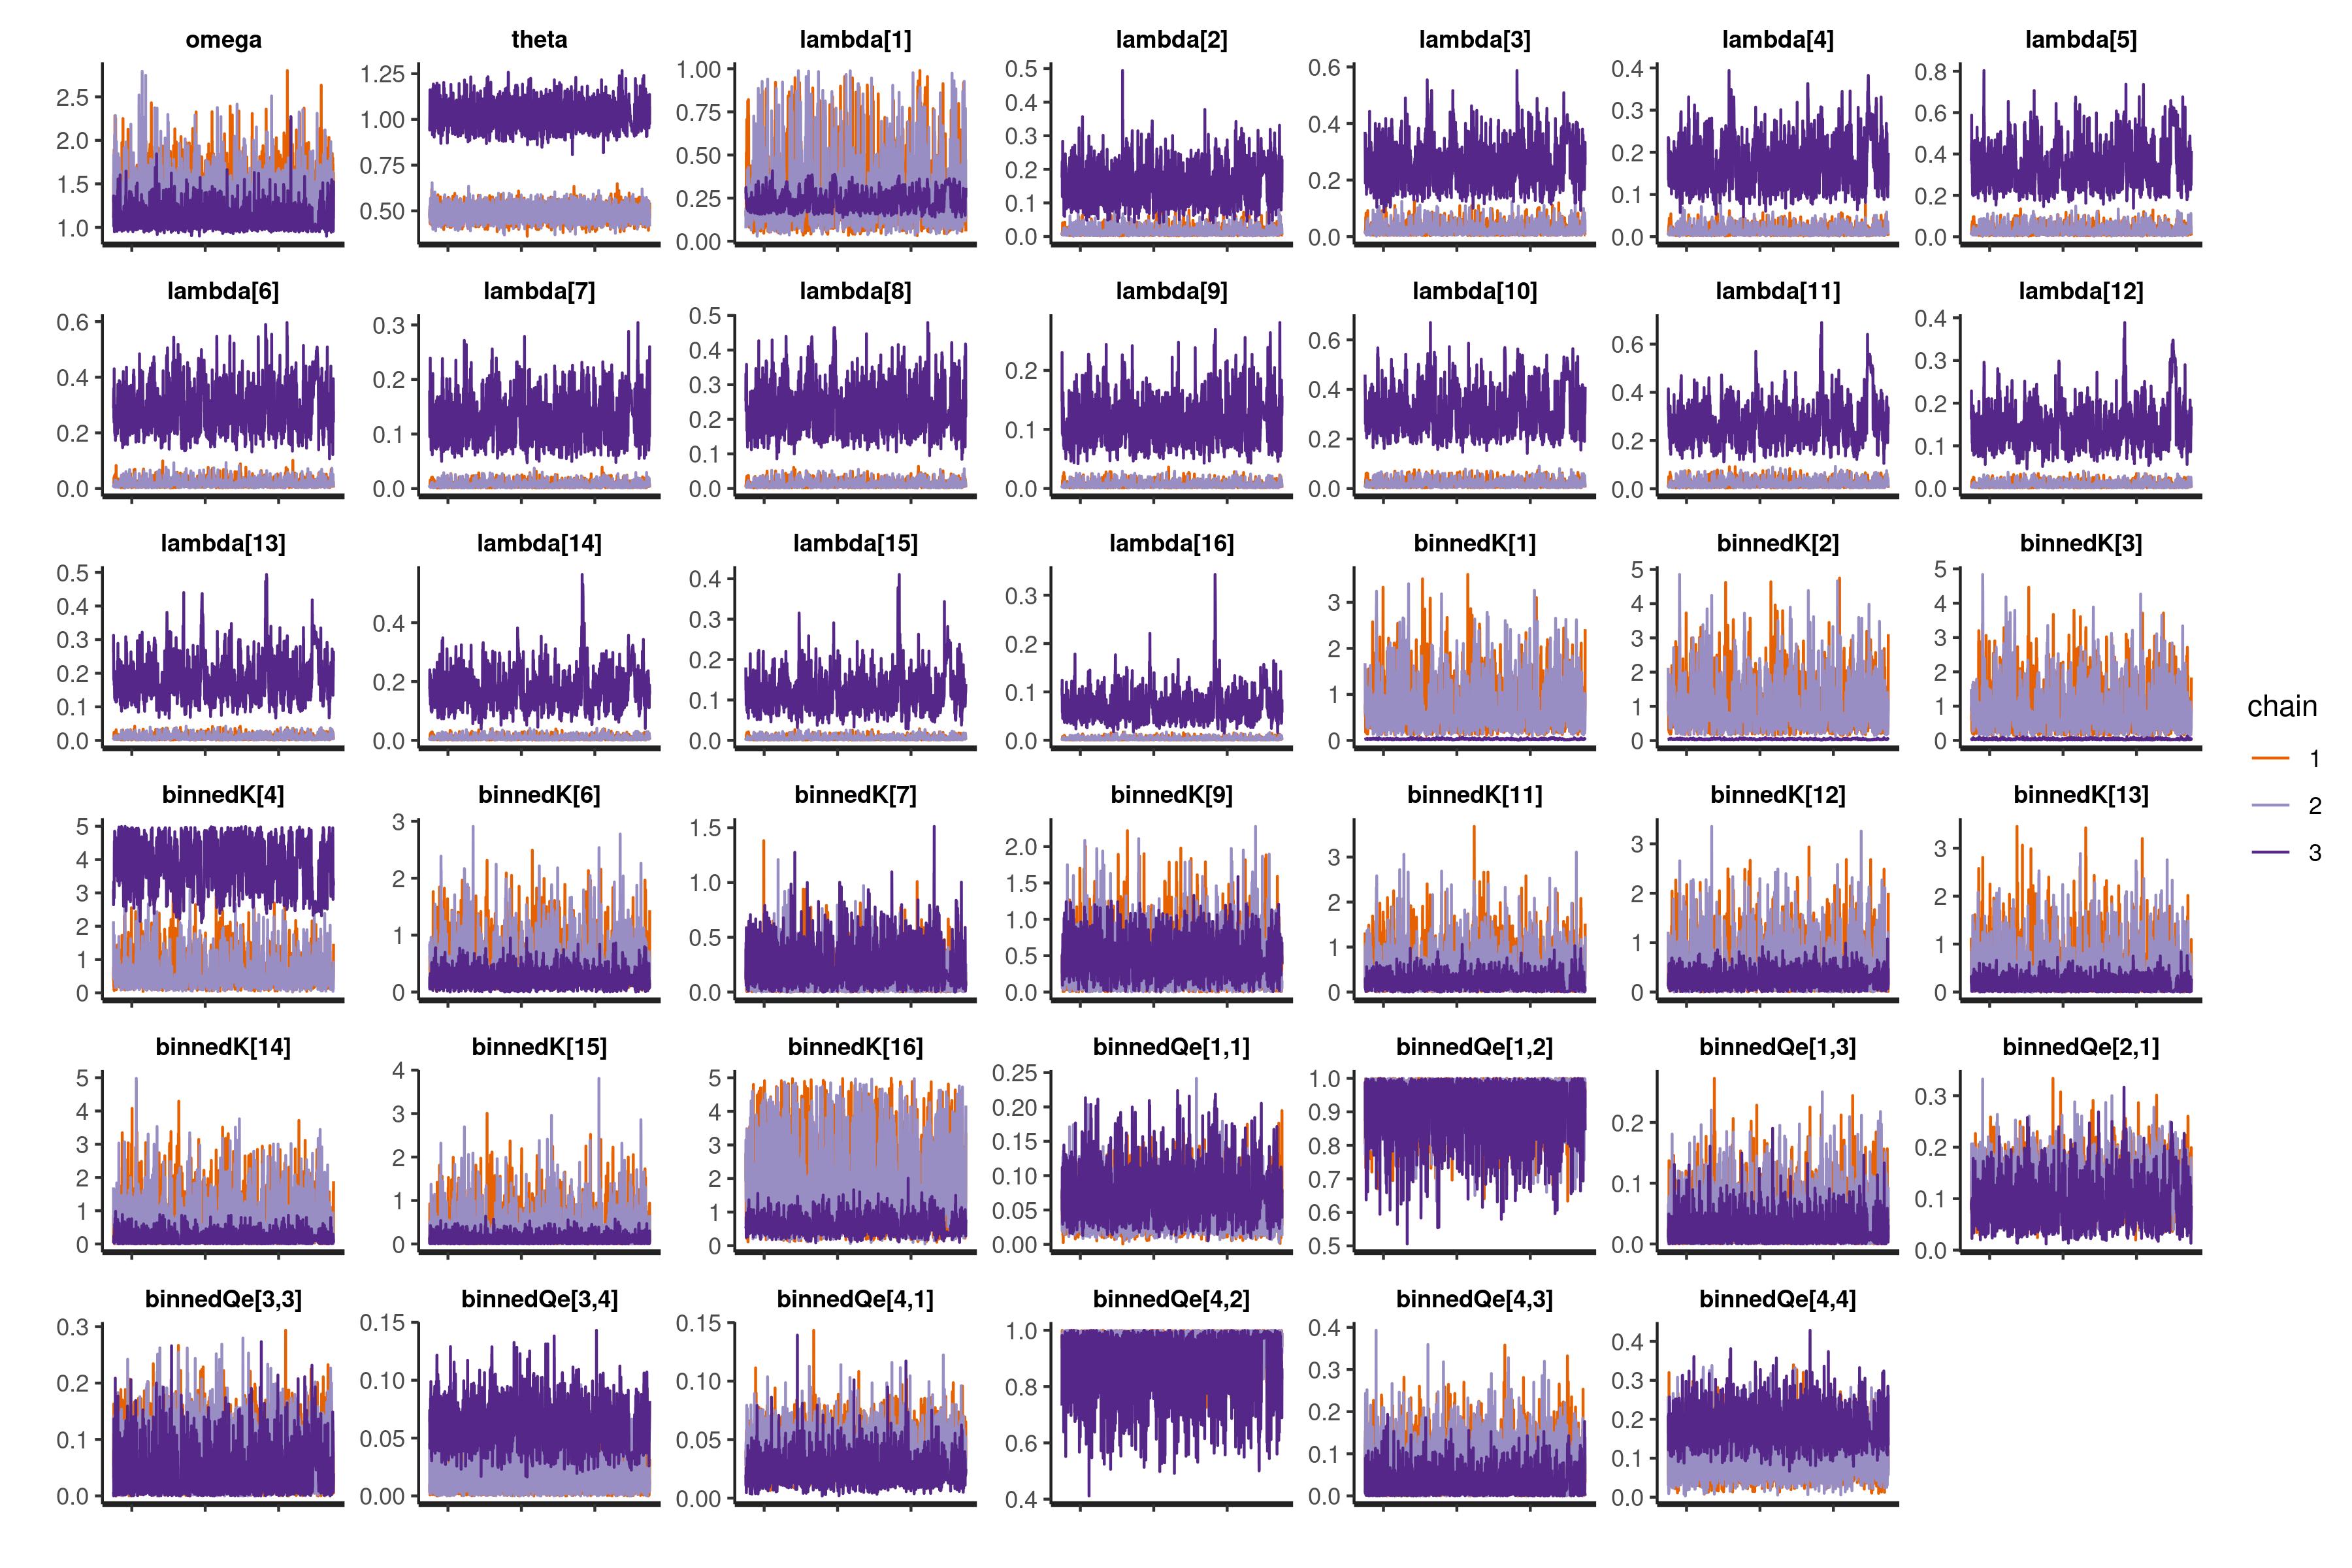 omega theta lambda[1] lambda[2] lambda[3] lambda[4] lambda[5]
2.5 2.0 1.5 1.0
1.25 1.00 0.75 0.50
1.00 0.75 0.50 0.25 0.00
0.5 0.4 0.3 0.2 0.1 0.0
0.6 0.4 0.2 0.0
0.4 0.3 0.2 0.1 0.0
0.8 0.6 0.4 0.2 0.0
lambda[6] lambda[7] lambda[8] lambda[9] lambda[10] lambda[11] lambda[12]
0.6 0.4 0.2 0.0
0.3 0.2 0.1 0.0
0.5 0.4 0.3 0.2 0.1 0.0
0.2 0.1 0.0
0.6 0.4 0.2 0.0
0.6 0.4 0.2 0.0
0.4 0.3 0.2 0.1 0.0
lambda[13] lambda[14] lambda[15] lambda[16] binnedK[1] binnedK[2] binnedK[3]
0.5 0.4 0.3 0.2 0.1 0.0
0.4 0.2 0.0
0.4 0.3 0.2 0.1 0.0
0.3 0.2 0.1 0.0
3 2 1 0
5 4 3 2 1 0
5 4 3 2 1 0
binnedK[4] binnedK[6] binnedK[7] binnedK[9] binnedK[11] binnedK[12] binnedK[13]
5 4 3 2 1 0
3 2 1 0
1.5 1.0 0.5 0.0
2.0 1.5 1.0 0.5 0.0
3 2 1 0
3 2 1 0
3 2 1 0
binnedK[14] binnedK[15] binnedK[16] binnedQe[1,1] binnedQe[1,2] binnedQe[1,3] binnedQe[2,1]
5 4 3 2 1 0
4 3 2 1 0
5 4 3 2 1 0
0.25 0.20 0.15 0.10 0.05 0.00
1.0 0.9 0.8 0.7 0.6 0.5
0.2 0.1 0.0
0.3 0.2 0.1 0.0
binnedQe[3,3] binnedQe[3,4] binnedQe[4,1] binnedQe[4,2] binnedQe[4,3] binnedQe[4,4]
0.3 0.2 0.1 0.0
0.15 0.10 0.05 0.00
0.15 0.10 0.05 0.00
1.0 0.8 0.6 0.4
0.4 0.3 0.2 0.1 0.0
0.4 0.3 0.2 0.1 0.0
chain
1
2
3